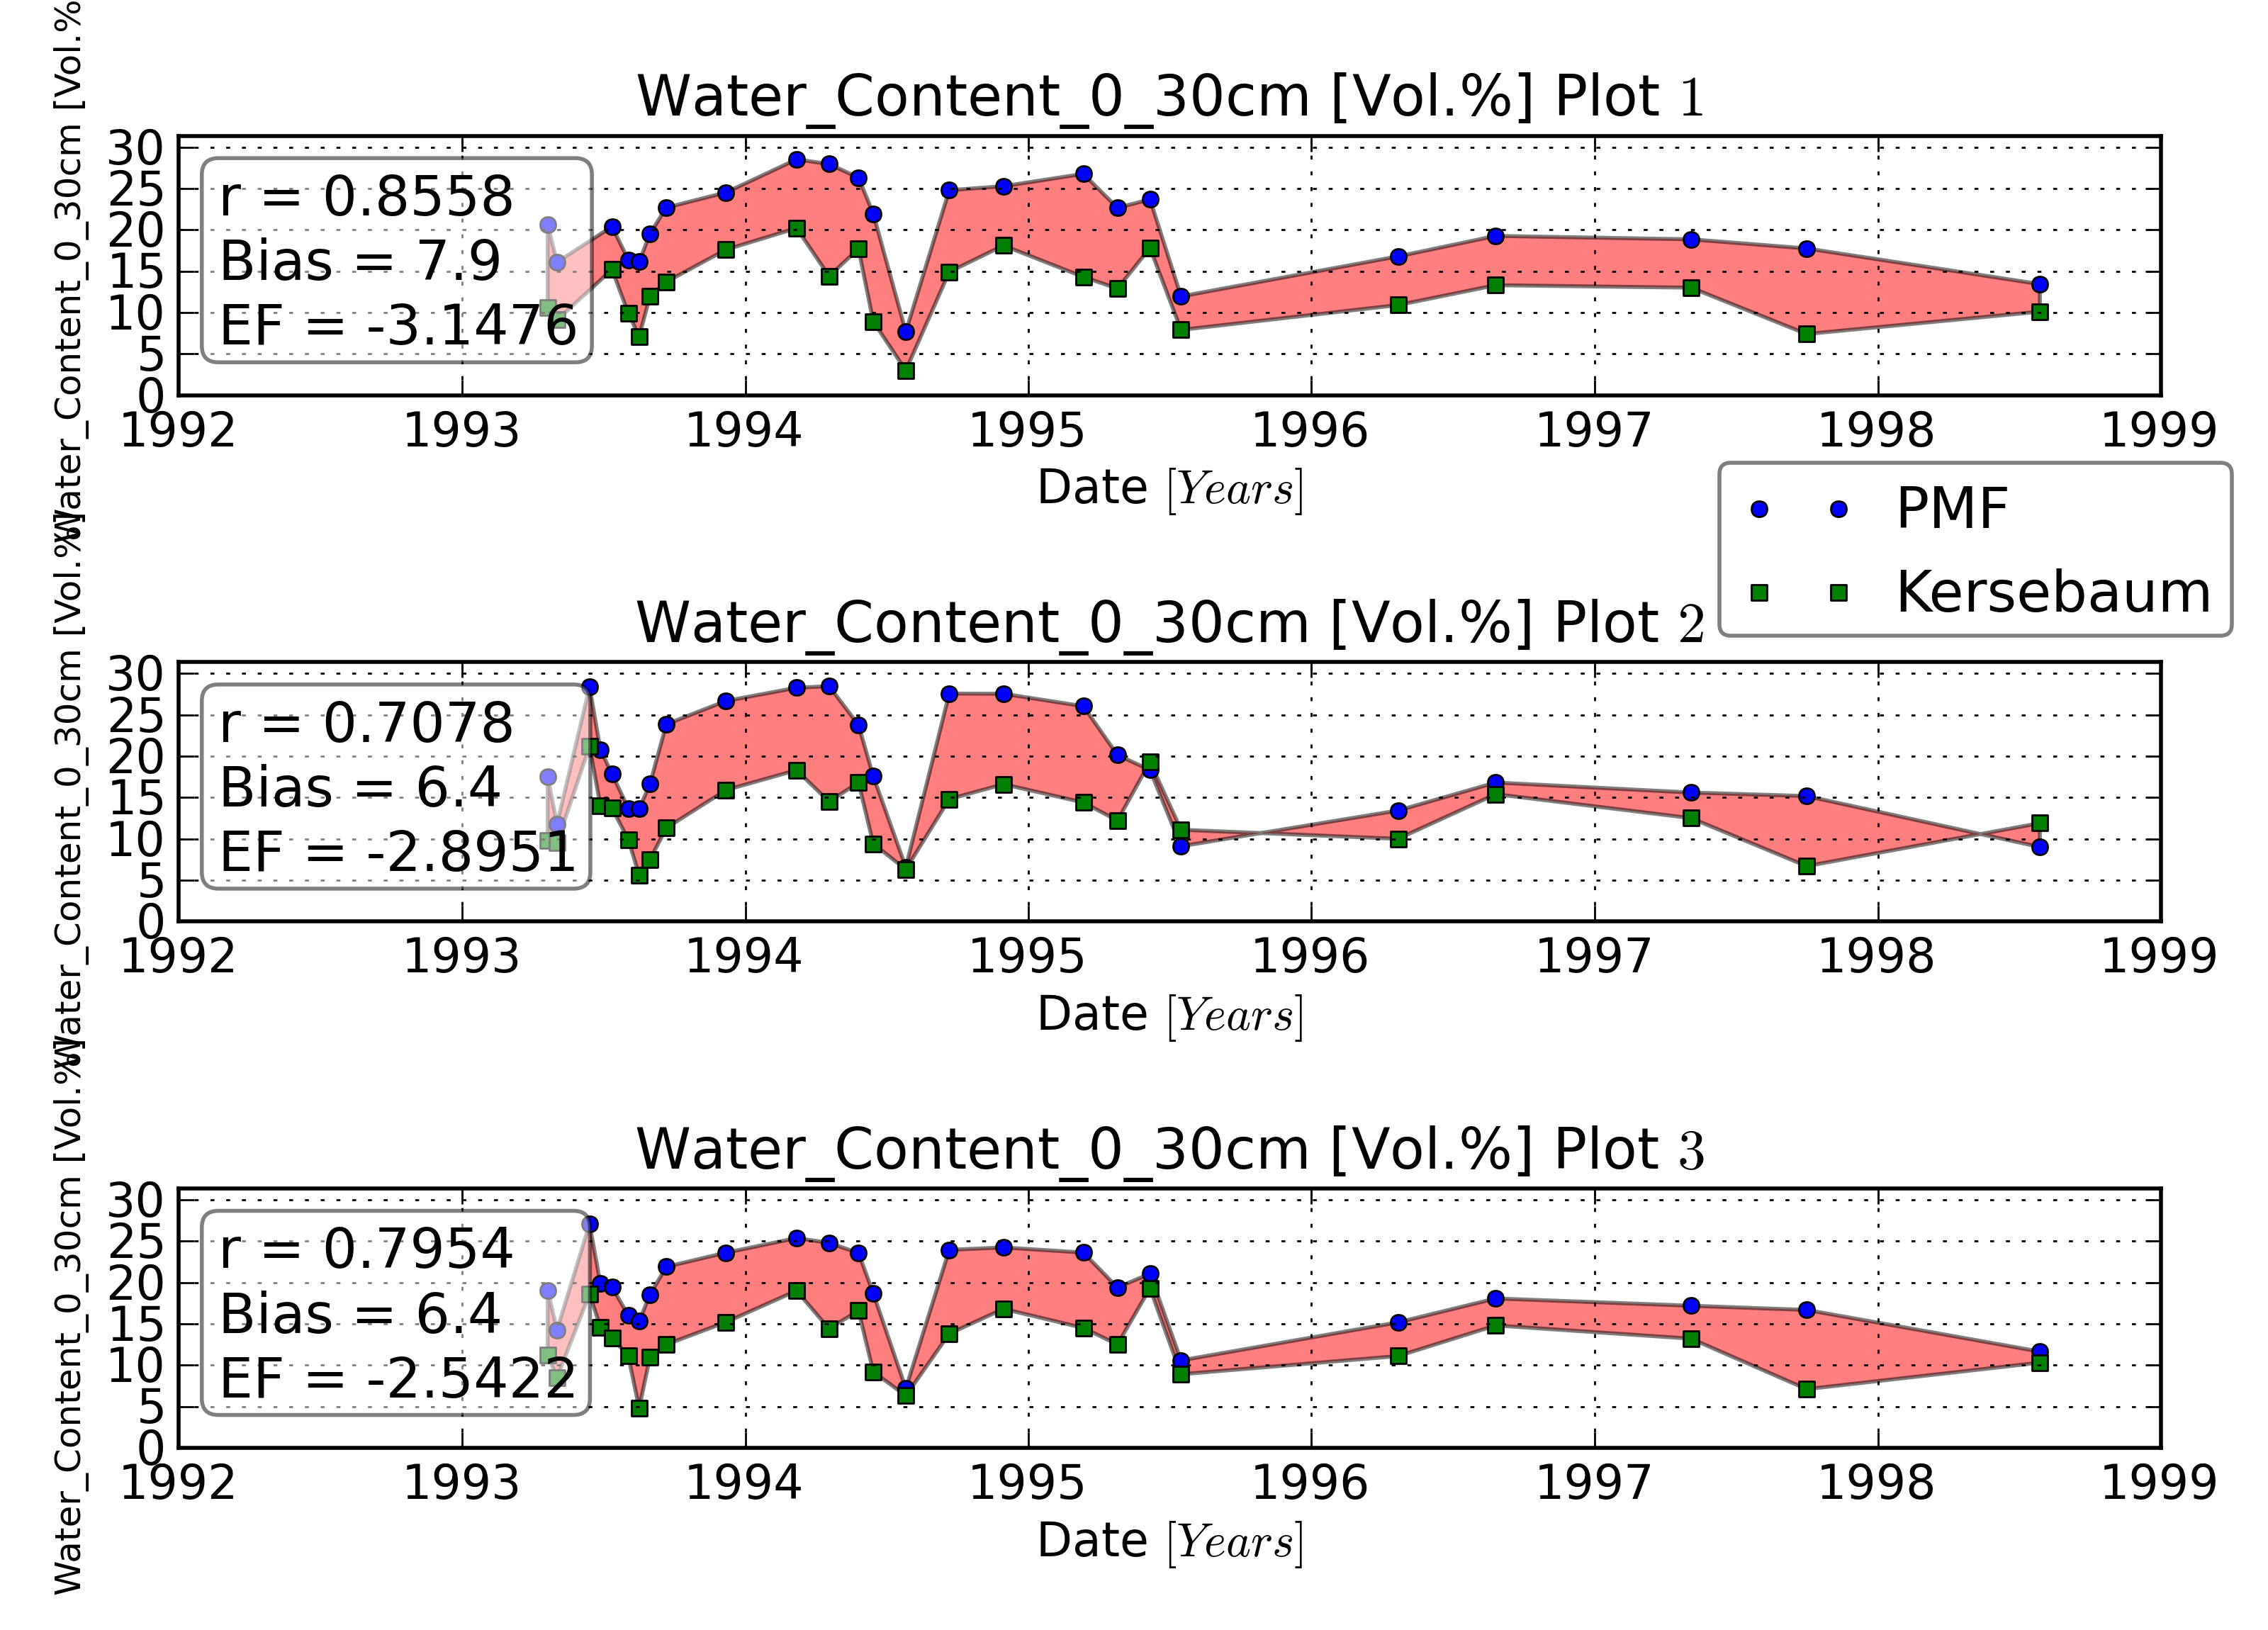 Water_Content_0_30cm [Vol.%] Plot 1
Water_Content_0_30cm [Vol.%
30
25
20
15
10
5
0
r = 0.8558
Bias = 7.9
EF = -3.1476
1992 1993 1994 1995 1996 1997 1998 1999
Date [Years]
PMF
Kersebaum
Water_Content_0_30cm [Vol.%] Plot 2
Water_Content_0_30cm [Vol.%]
30
25
20
15
10
5
0
r = 0.7078
Bias = 6.4
EF = -2.8951
1992 1993 1994 1995 1996 1997 1998 1999
Date [Years]
Water_Content_0_30cm [Vol.%] Plot 3
Water_Content_0_30cm [Vol.%]
30
25
20
15
10
5
0
r = 0.7954
Bias = 6.4
EF = -2.5422
1992 1993 1994 1995 1996 1997 1998 1999
Date [Years]